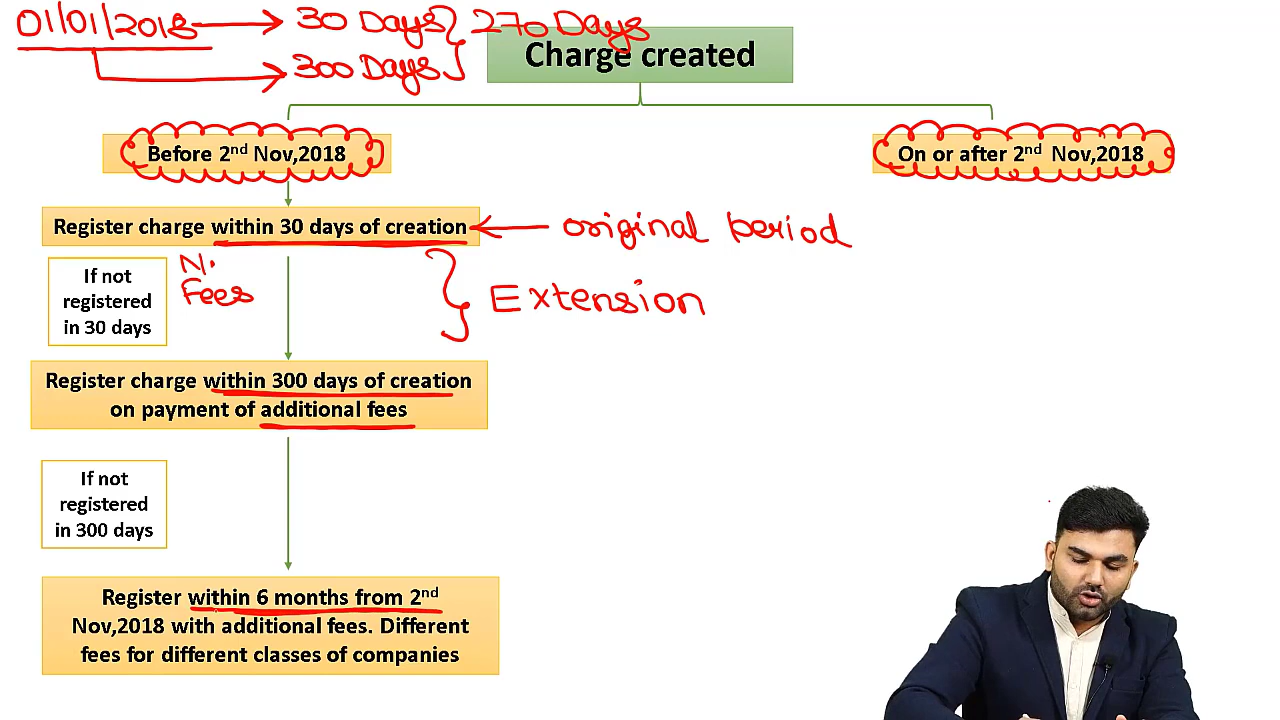 01/01/2018 → 30 Days } 270 Days
→ 300 Days
Charge created
Before 2nd Nov,2018
On or after 2nd Nov,2018
Register charge within 30 days of creation ← original period
If not
registered
in 30 days
N.
Fees
} Extension
Register charge within 300 days of creation
on payment of additional fees
If not
registered
in 300 days
Register within 6 months from 2nd
Nov,2018 with additional fees. Different
fees for different classes of companies